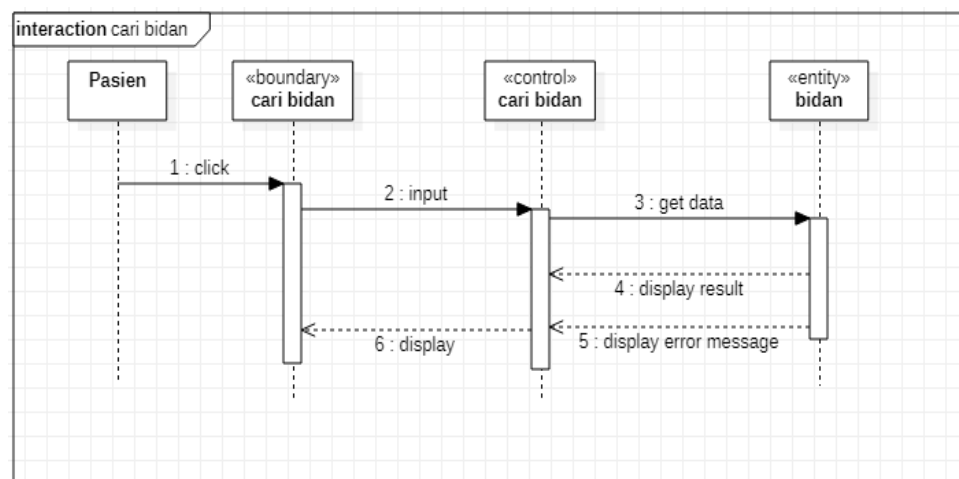 interaction cari bidan
Pasien
«boundary»
cari bidan
«control»
cari bidan
«entity»
bidan
1 : click
2 : input
3 : get data
4 : display result
5 : display error message
6 : display